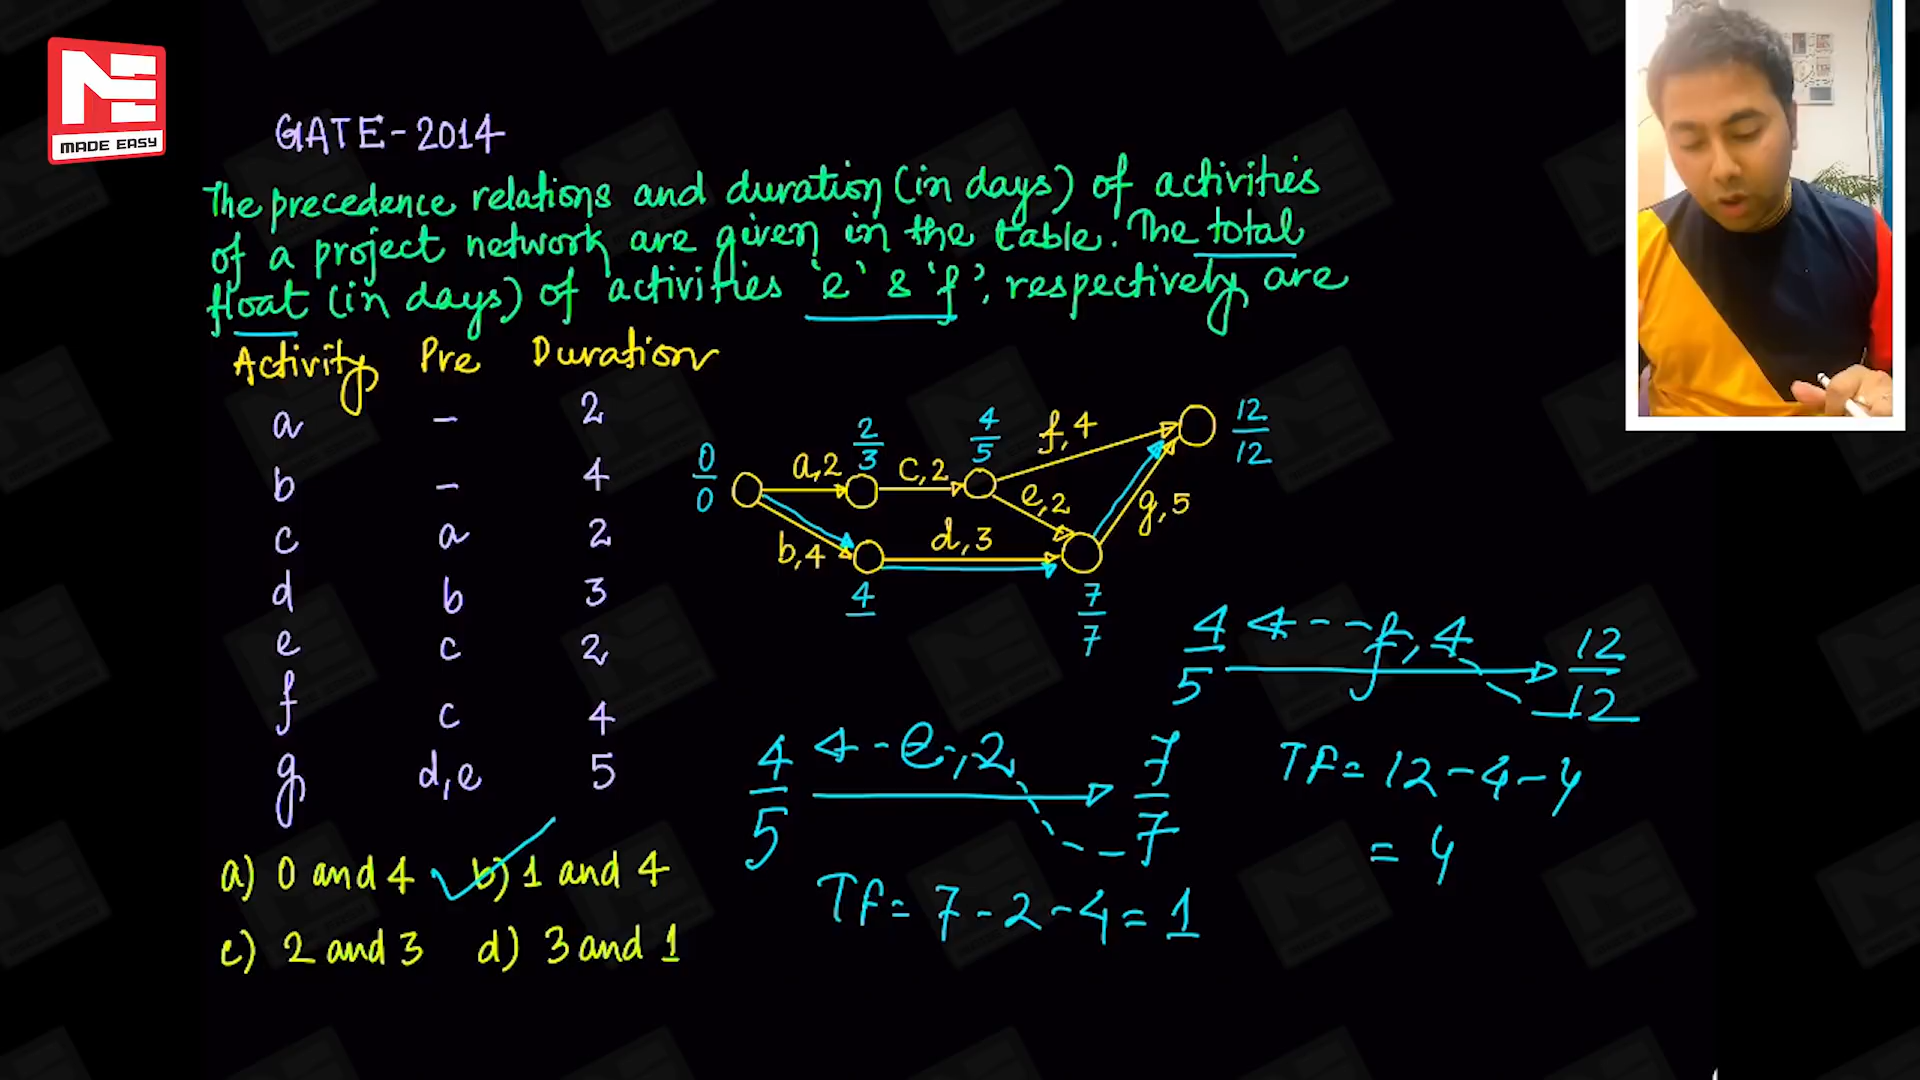 MADE EASY
GATE-2014
The precedence relations and duration (in days) of activities
of a project network are given in the table. The total
float (in days) of activities 'e' & 'f', respectively are
Activity Pre Duration
a - 2
b - 4
c a 2
d b 3
e c 2
f c 4
g d,e 5
a) 0 and 4 b) 1 and 4
c) 2 and 3 d) 3 and 1
0
0
a,2
2
3
c,2
4
5
f,4
12
12
e,2
g,5
b,4
d,3
4
7
7
4
5
f,4
12
12
TF = 12 - 4 - 4
= 4
4
5
e,2
7
7
TF = 7 - 2 - 4 = 1